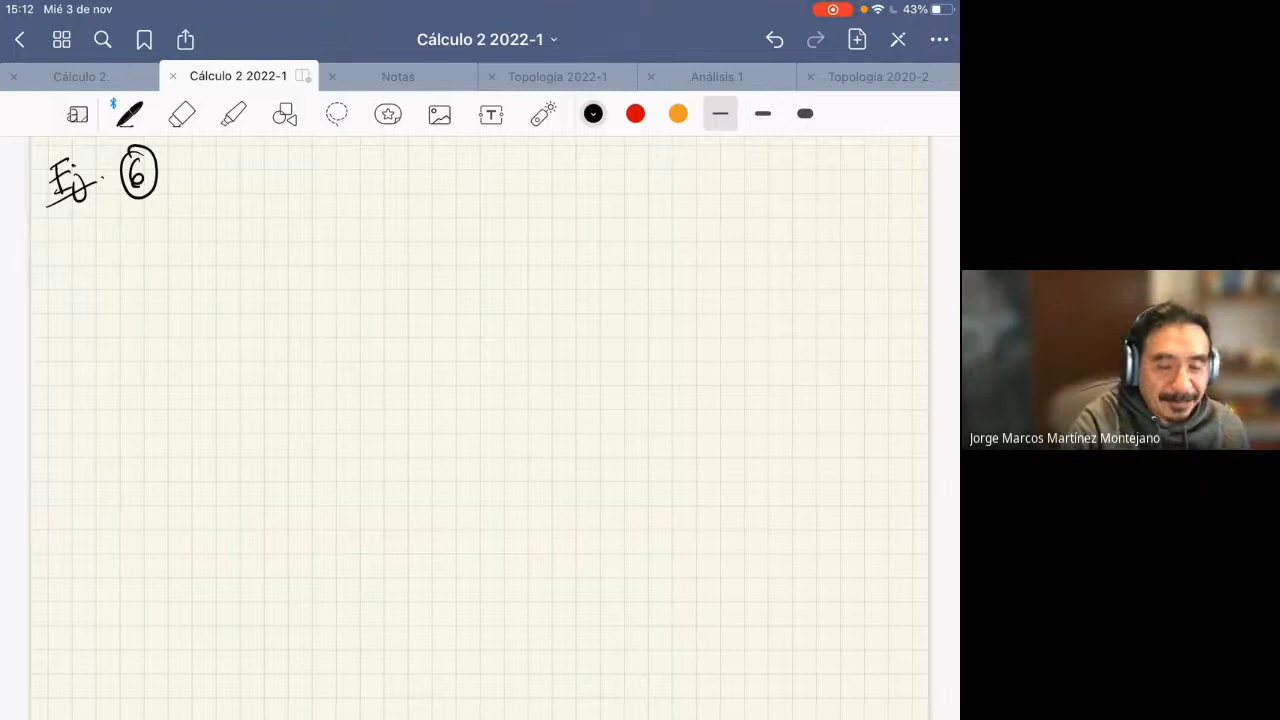 15:12 Mié 3 de nov 43%
Cálculo 2 2022-1
Cálculo 2 Cálculo 2 2022-1 Notas Topología 2022-1 Análisis 1 Topología 2020-2
T
Ej. 6
Jorge Marcos Martínez Montejano